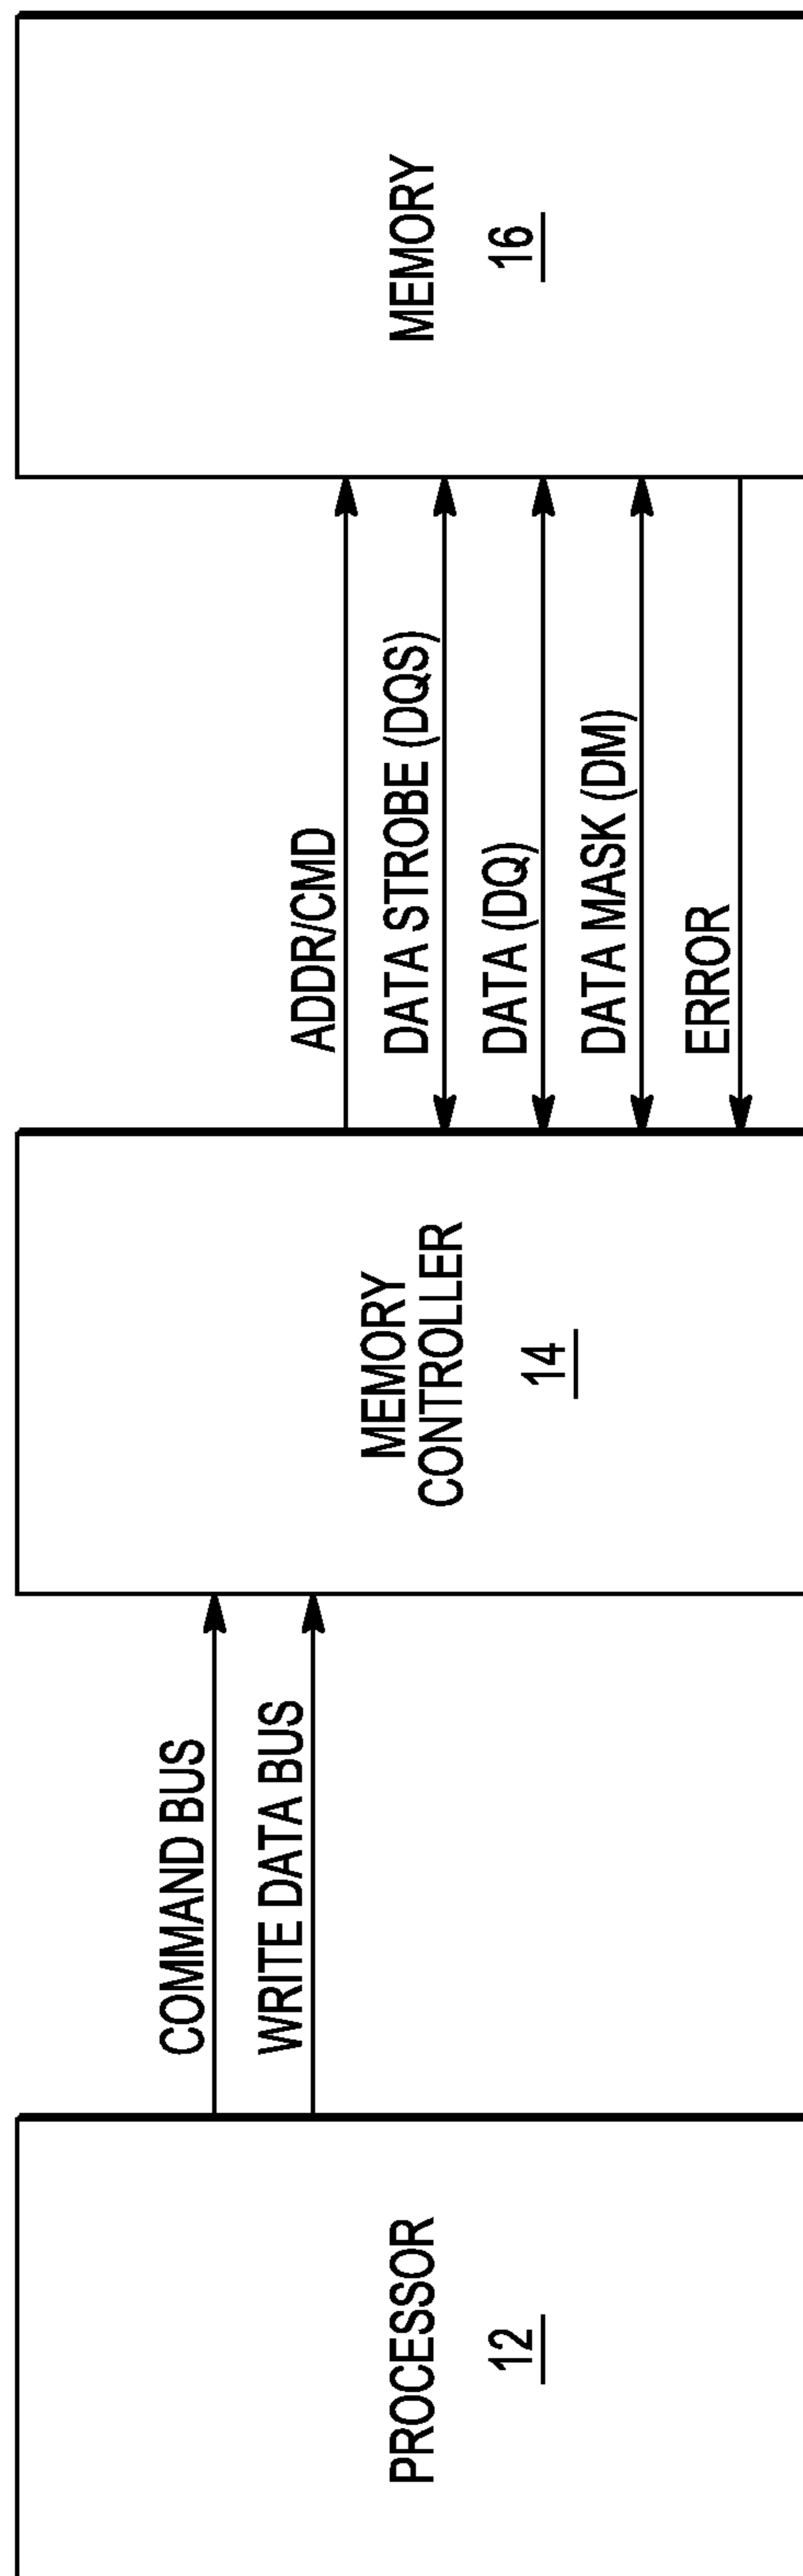 PROCESSOR
12
COMMAND BUS
WRITE DATA BUS
MEMORY
CONTROLLER
14
ADDR/CMD
DATA STROBE (DQS)
DATA (DQ)
DATA MASK (DM)
ERROR
MEMORY
16